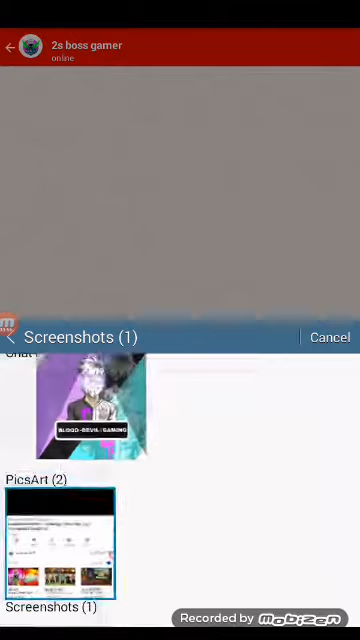 2s boss gamer
online
Screenshots (1)
Cancel
BLOOD-DEVIL-GAMING
PicsArt (2)
Screenshots (1)
Recorded by mobizen